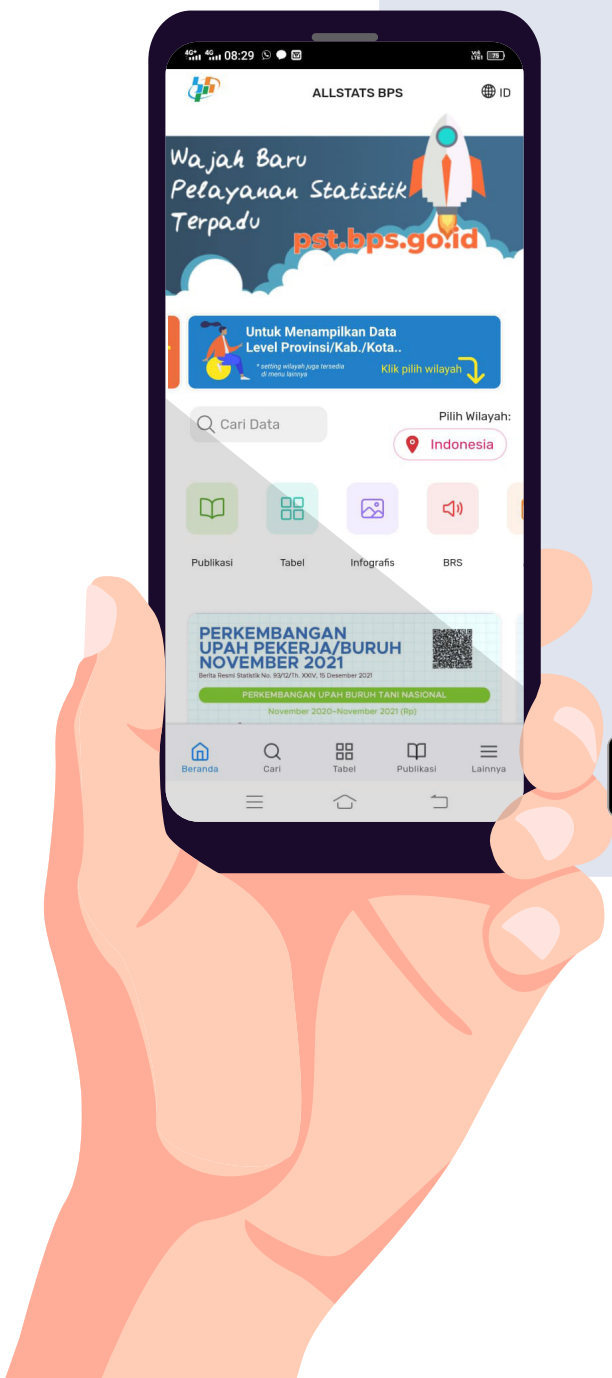 4G+ 4G 08:29 75
ALLSTATS BPS
ID
Wajah Baru
Pelayanan Statistik
Terpadu
pst.bps.go.id
Untuk Menampilkan Data
Level Provinsi/Kab./Kota..
* setting wilayah juga tersedia
di menu lainnya
Klik pilih wilayah
Cari Data
Pilih Wilayah:
Indonesia
Publikasi Tabel Infografis BRS
PERKEMBANGAN
UPAH PEKERJA/BURUH
NOVEMBER 2021
Berita Resmi Statistik No. 93/12/Th. XXIV, 15 Desember 2021
PERKEMBANGAN UPAH BURUH TANI NASIONAL
November 2020–November 2021 (Rp)
Beranda Cari Tabel Publikasi Lainnya